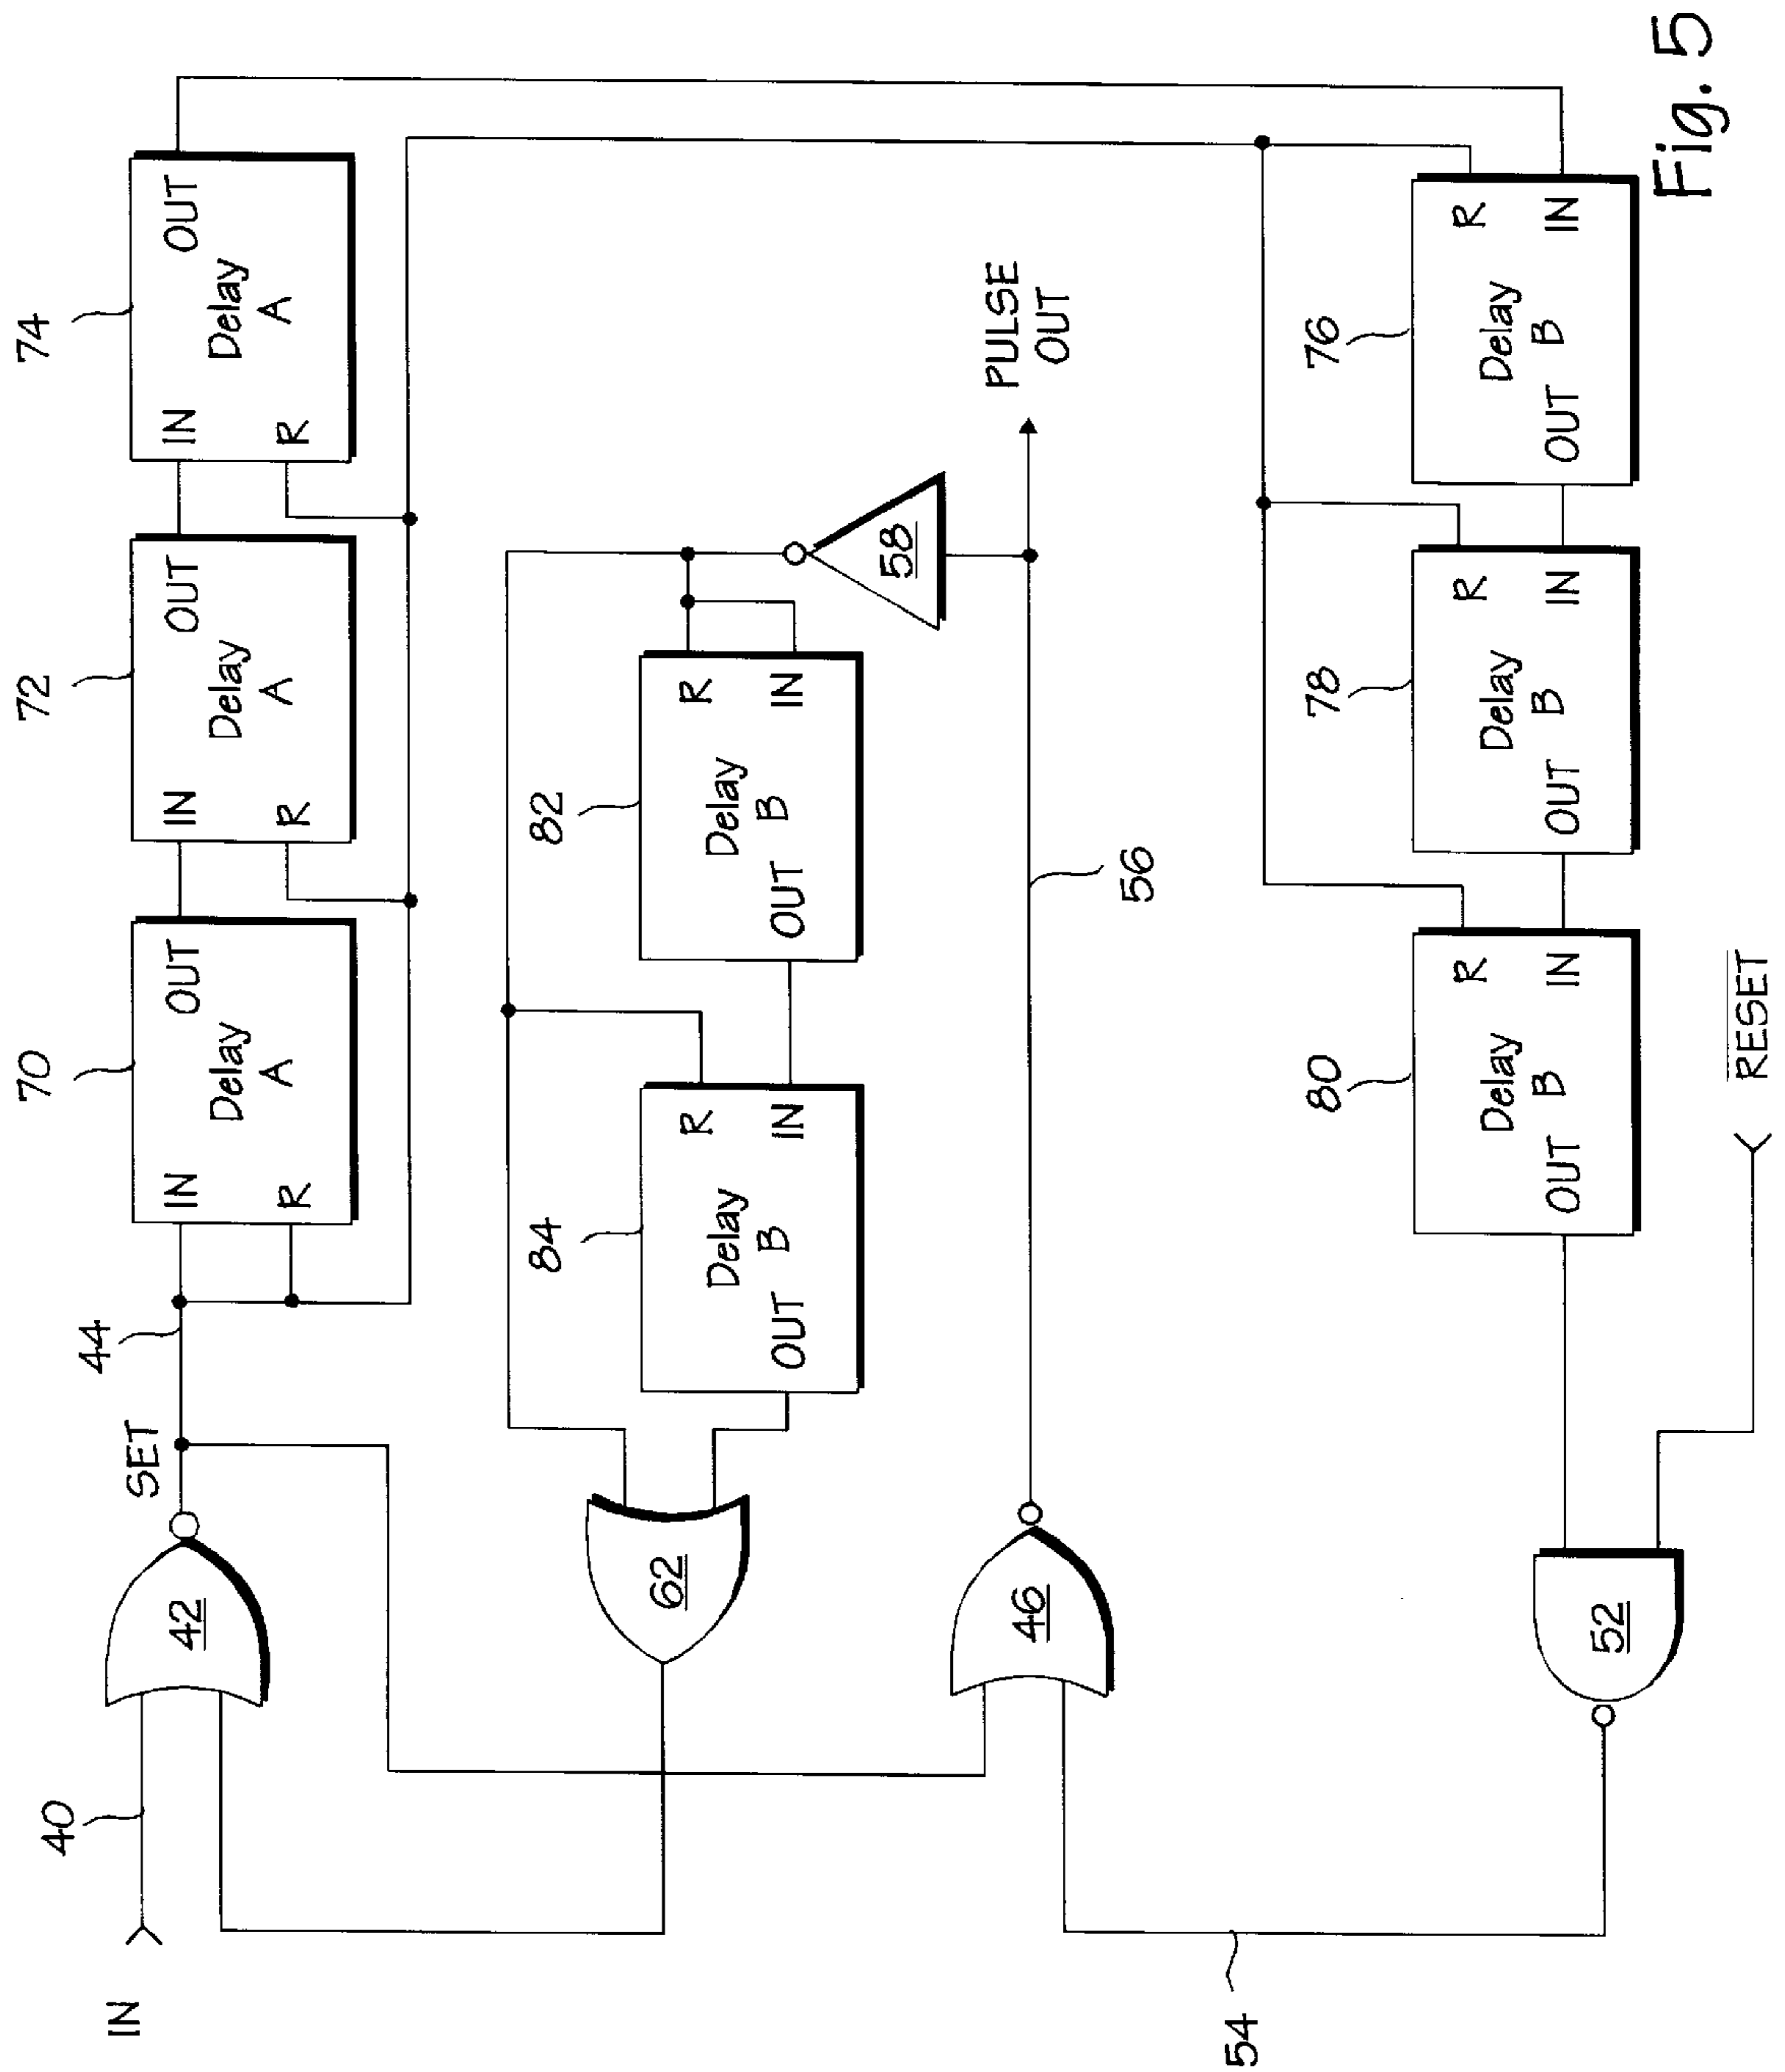 IN
40
42
SET
44
70
IN
OUT
Delay
A
R
72
IN
OUT
Delay
A
R
74
IN
OUT
Delay
A
R
62
84
R
Delay
B
OUT
IN
82
R
Delay
B
OUT
IN
58
46
56
PULSE
OUT
54
52
80
R
Delay
B
OUT
IN
78
R
Delay
B
OUT
IN
76
R
Delay
B
OUT
IN
RESET
Fig. 5